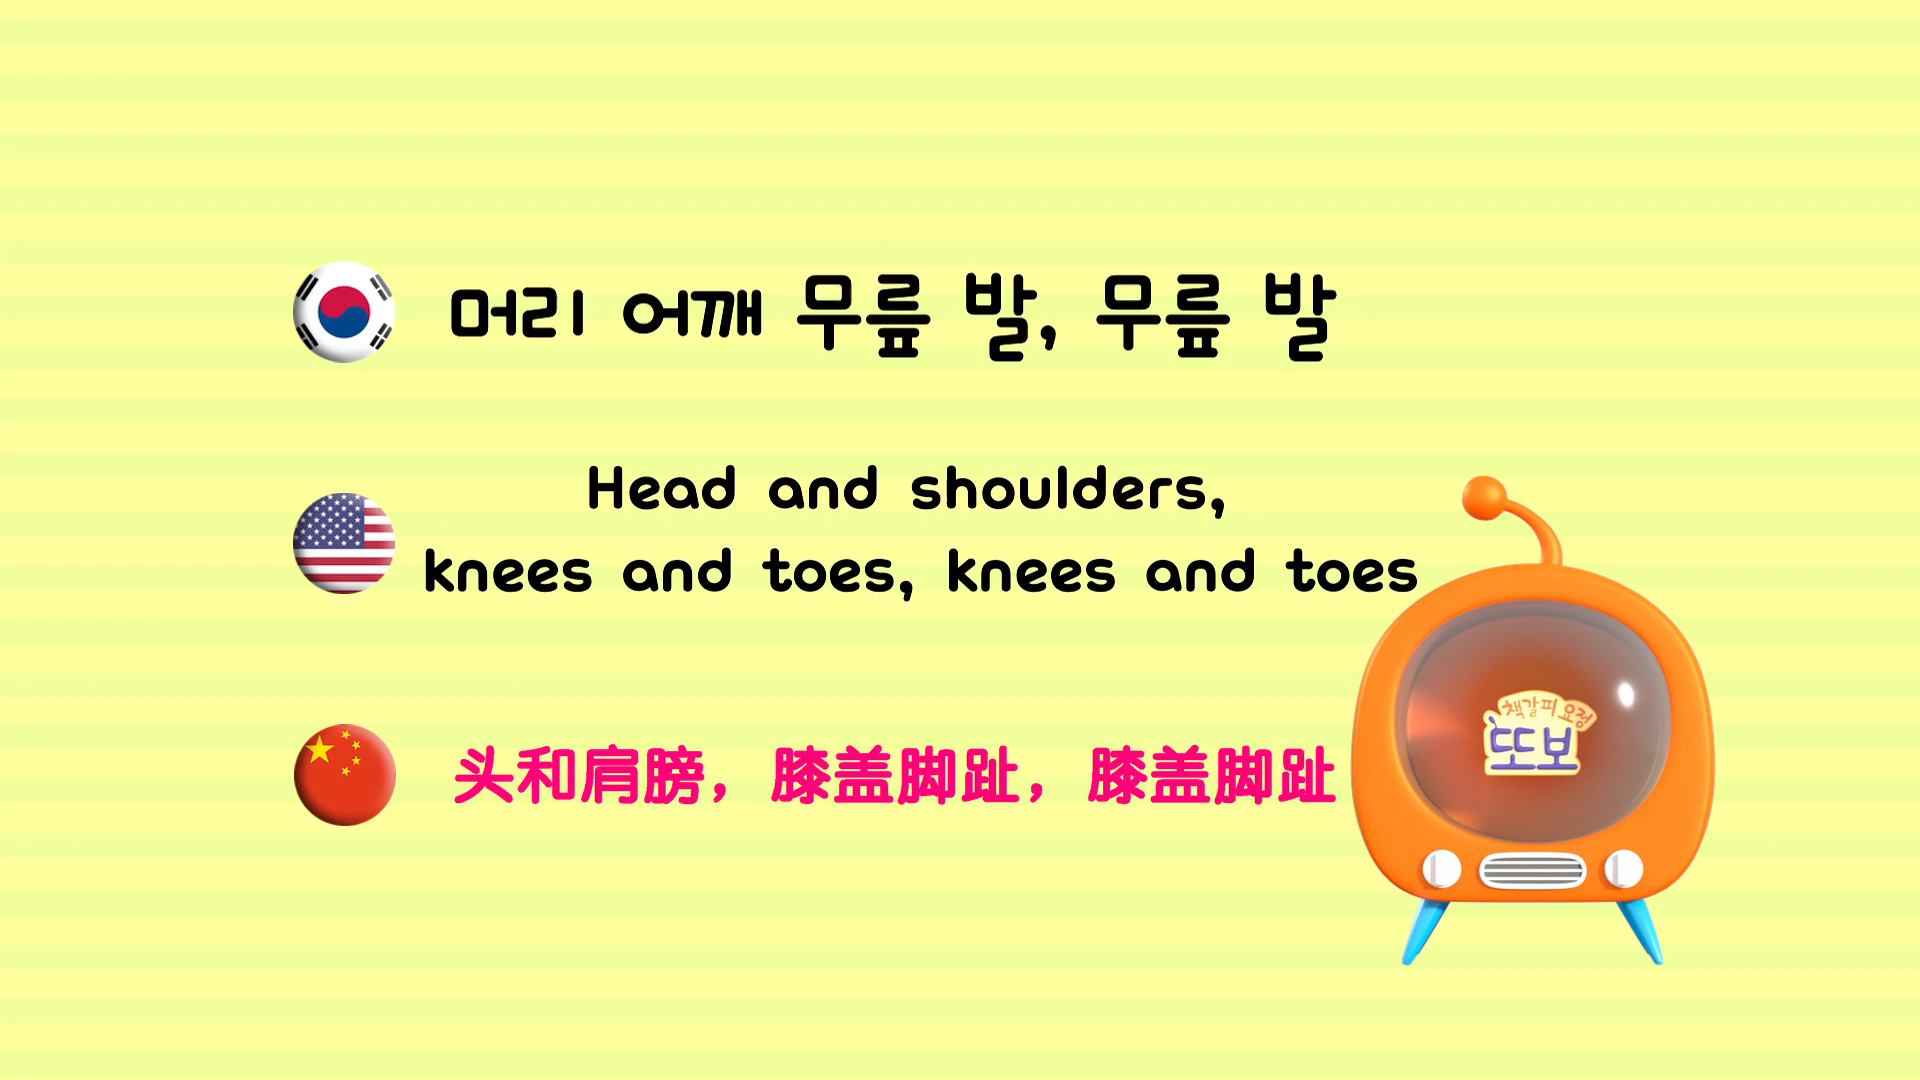 머리 어깨 무릎 발, 무릎 발
Head and shoulders,
knees and toes, knees and toes
头和肩膀，膝盖脚趾，膝盖脚趾
책갈피 요정
또보